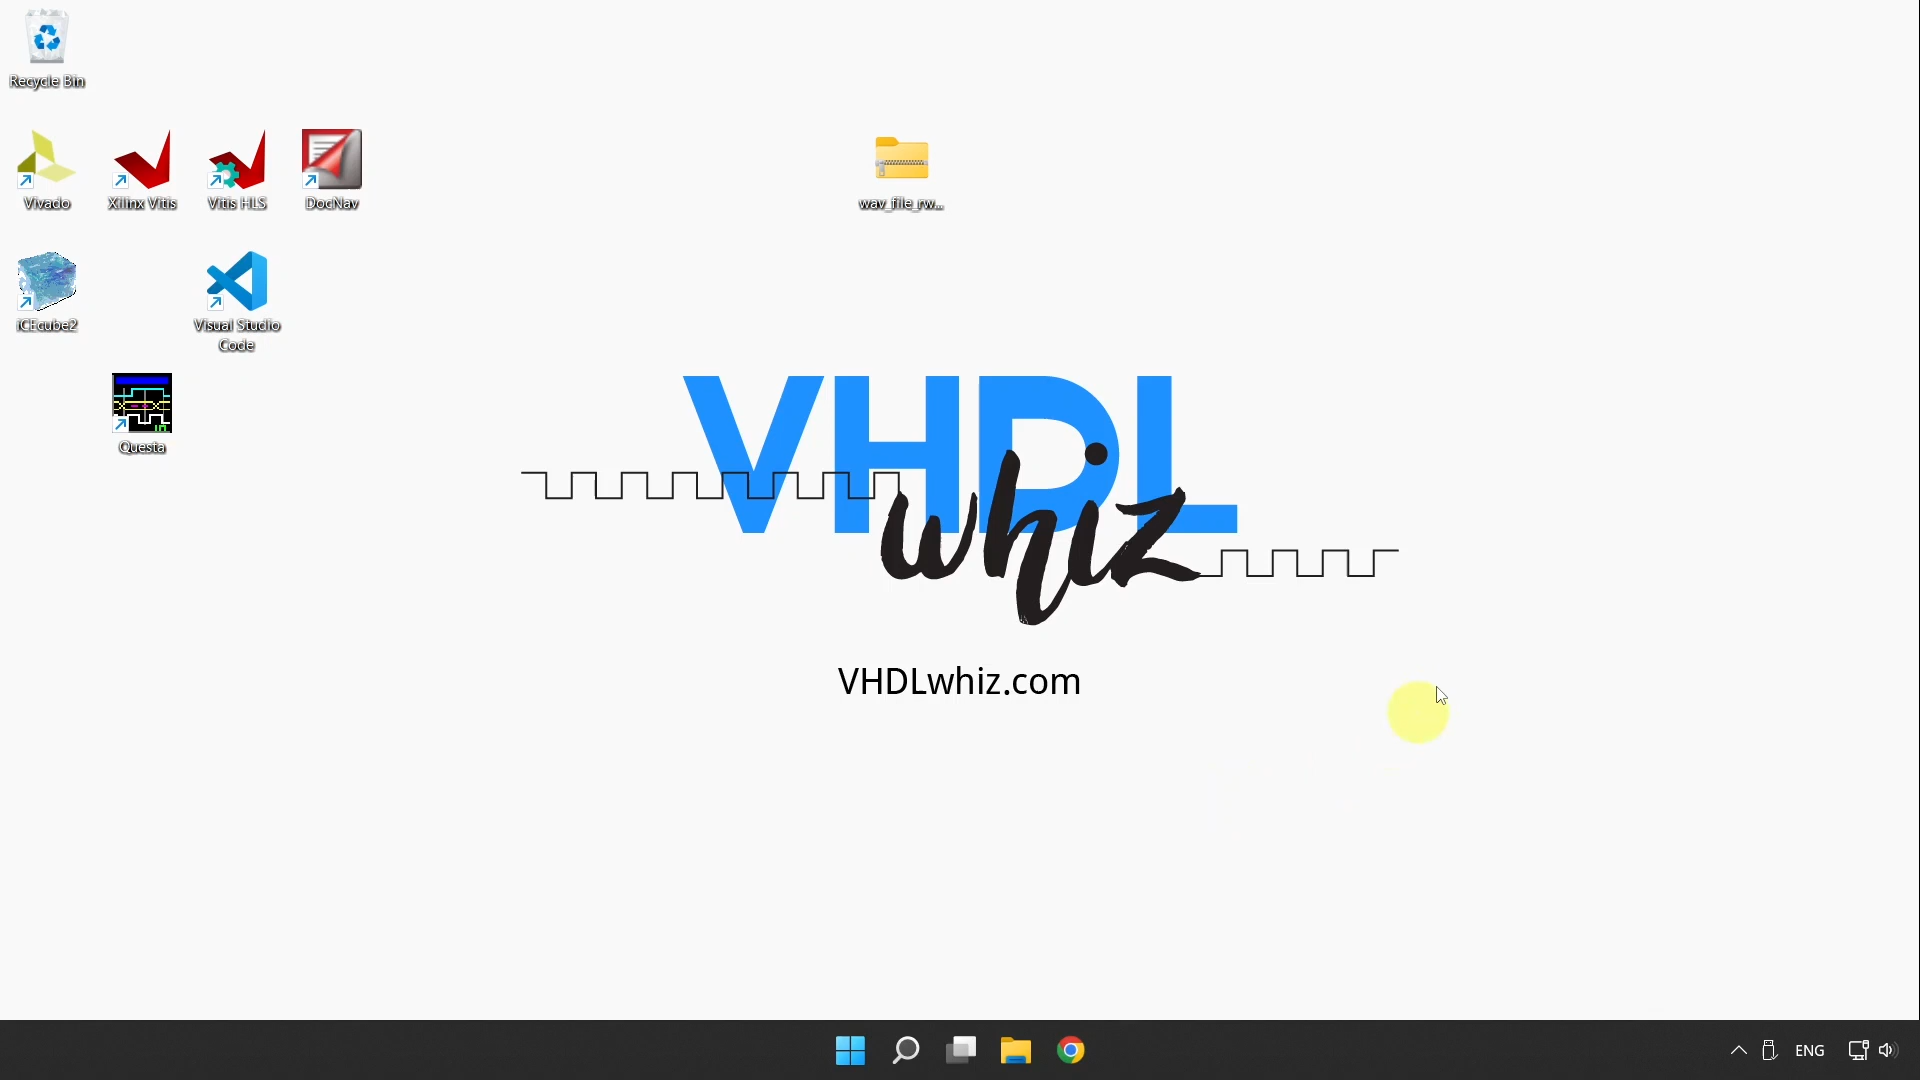 Recycle Bin
Vivado
Xilinx Vitis
Vitis HLS
DocNav
wav_file_rw...
iCEcube2
Visual Studio
Code
Questa
VHDL
whiz
VHDLwhiz.com
ENG